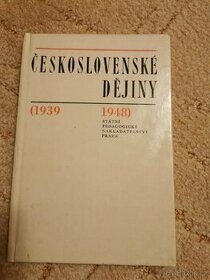 ČESKOSLOVENSKÉ
DĚJINY
(1939 1948)
STÁTNÍ
PEDAGOGICKÉ
NAKLADATELSTVÍ
PRAHA